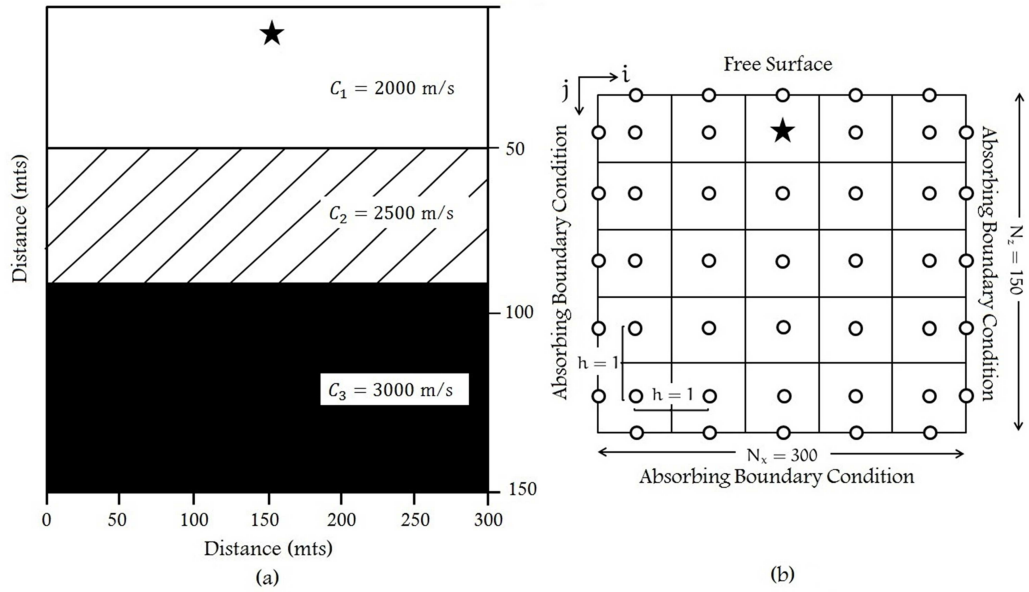 C₁ = 2000 m/s
C₂ = 2500 m/s
C₃ = 3000 m/s
50
100
150
0 50 100 150 200 250 300
Distance (mts)
Distance (mts)
(a)
Free Surface
i
j
Absorbing Boundary Condition
Absorbing Boundary Condition
N_z = 150
h = 1
h = 1
Nₓ = 300
Absorbing Boundary Condition
(b)